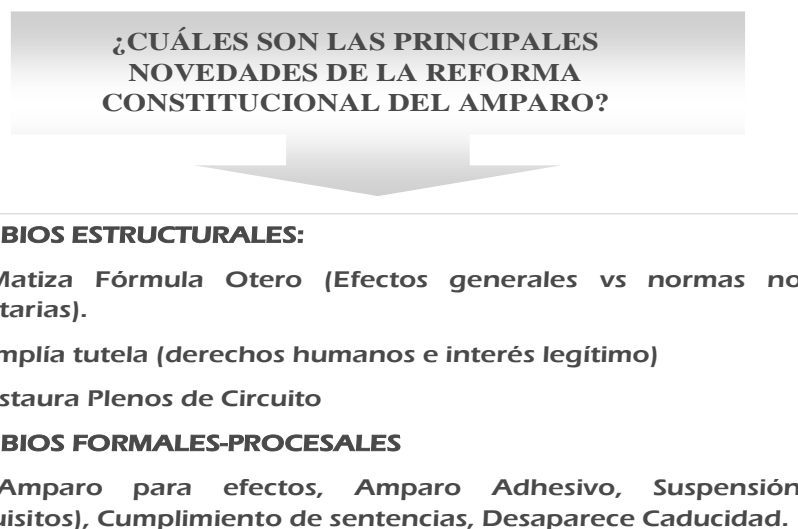 ¿CUÁLES SON LAS PRINCIPALES
NOVEDADES DE LA REFORMA
CONSTITUCIONAL DEL AMPARO?
BIOS ESTRUCTURALES:
Matiza Fórmula Otero (Efectos generales vs normas no
tarias).
mplía tutela (derechos humanos e interés legítimo)
staura Plenos de Circuito
BIOS FORMALES-PROCESALES
Amparo para efectos, Amparo Adhesivo, Suspensión
uisitos), Cumplimiento de sentencias, Desaparece Caducidad.